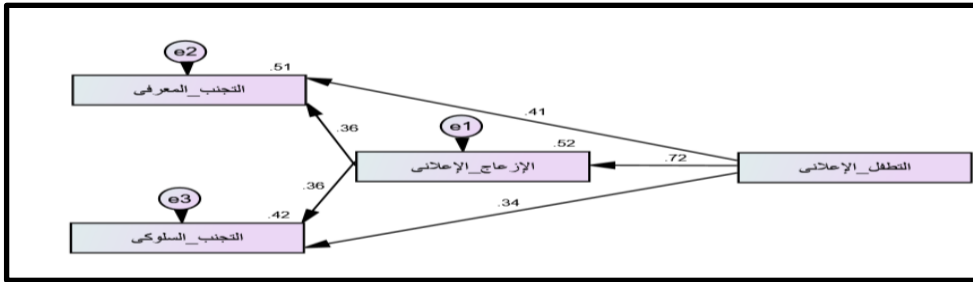 e2
.51
التجنب_المعرفى
.41
.36
e1
.52
الإزعاج_الإعلانى
.72
التطفل_الإعلانى
.36
e3
.42
.34
التجنب_السلوكى